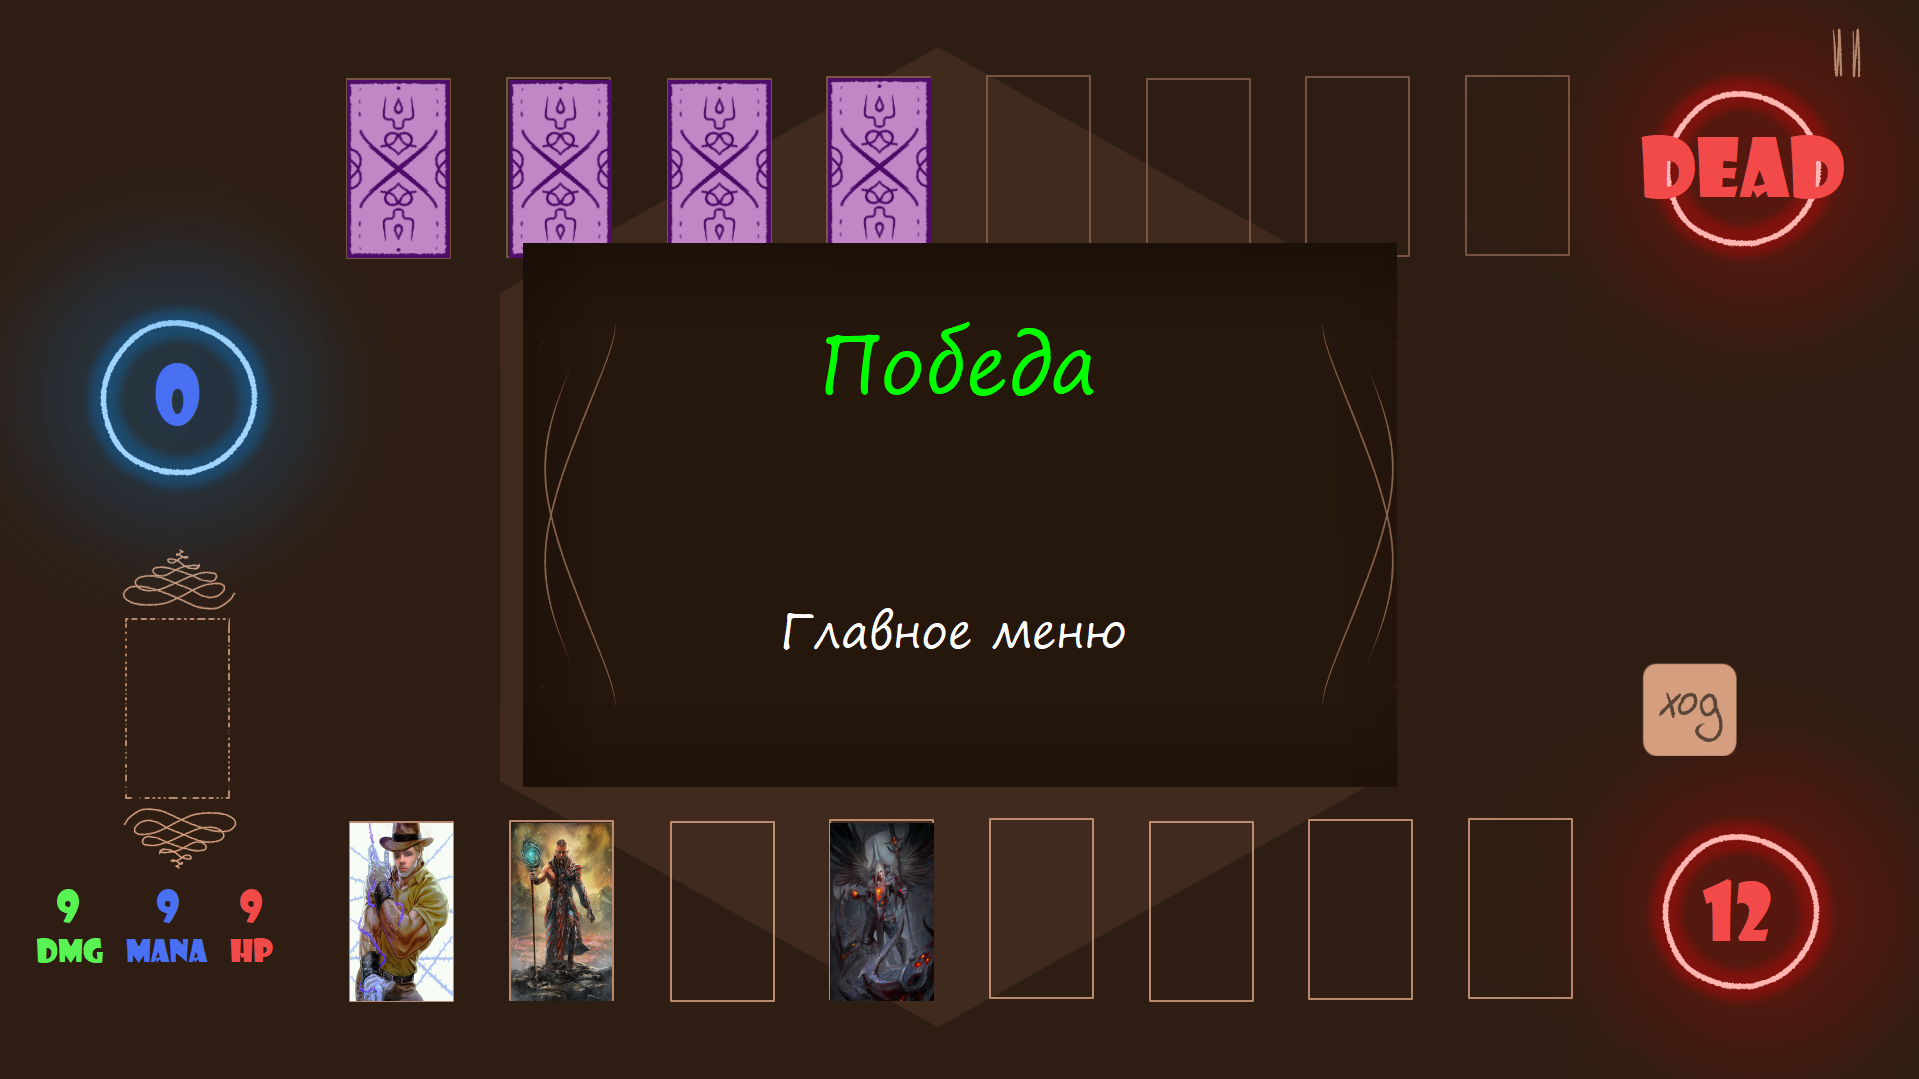 DEAD
0
Победа
Главное меню
ход
9 9 9
DMG MANA HP
12